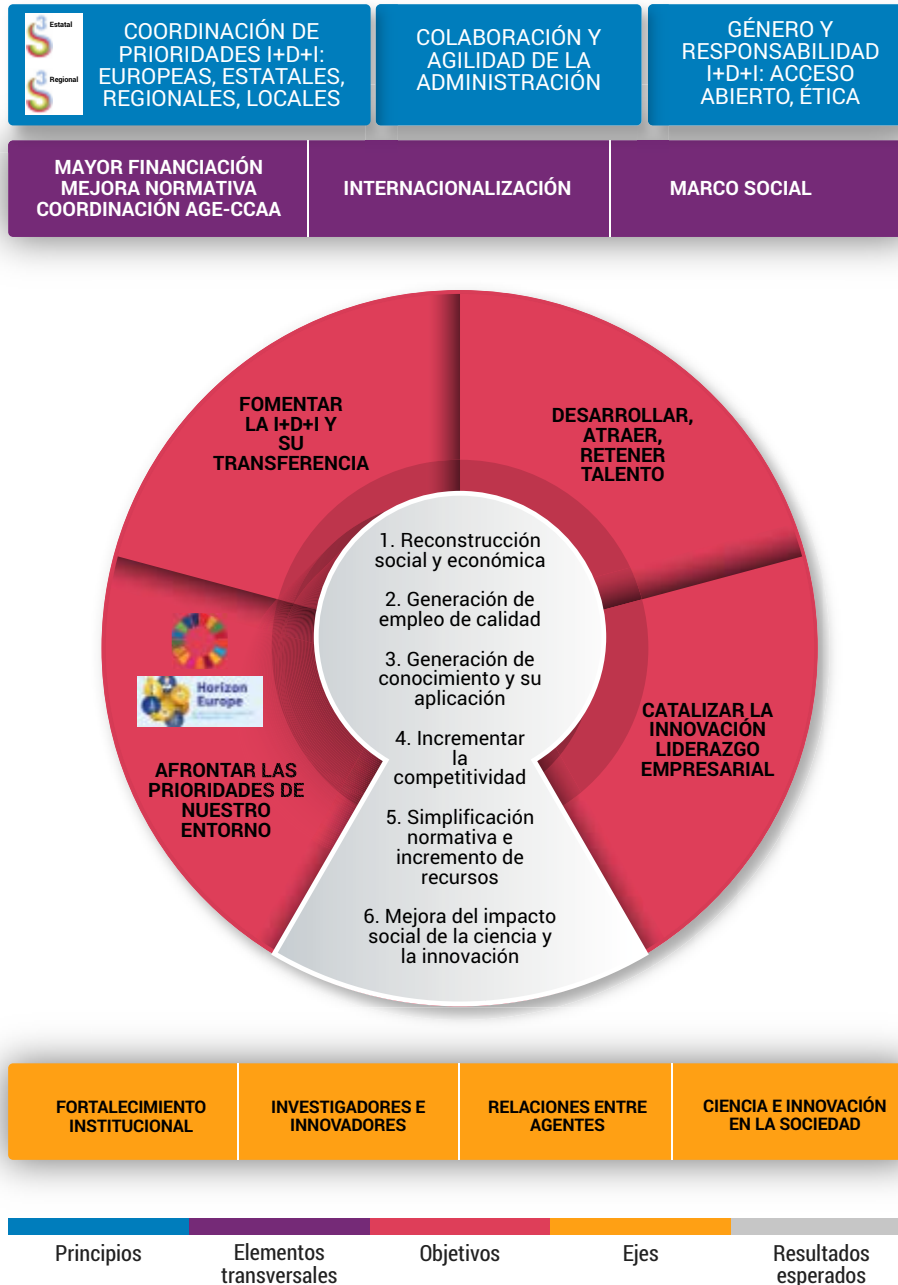 Estatal
Regional
COORDINACIÓN DE
PRIORIDADES I+D+I:
EUROPEAS, ESTATALES,
REGIONALES, LOCALES
COLABORACIÓN Y
AGILIDAD DE LA
ADMINISTRACIÓN
GÉNERO Y
RESPONSABILIDAD
I+D+I: ACCESO
ABIERTO, ÉTICA
MAYOR FINANCIACIÓN
MEJORA NORMATIVA
COORDINACIÓN AGE-CCAA
INTERNACIONALIZACIÓN
MARCO SOCIAL
FOMENTAR
LA I+D+I Y
SU
TRANSFERENCIA
DESARROLLAR,
ATRAER,
RETENER
TALENTO
1. Reconstrucción
social y económica
2. Generación de
empleo de calidad
3. Generación de
conocimiento y su
aplicación
4. Incrementar
la
competitividad
5. Simplificación
normativa e
incremento de
recursos
6. Mejora del impacto
social de la ciencia y
la innovación
Horizon
Europe
AFRONTAR LAS
PRIORIDADES DE
NUESTRO
ENTORNO
CATALIZAR LA
INNOVACIÓN
LIDERAZGO
EMPRESARIAL
FORTALECIMIENTO
INSTITUCIONAL
INVESTIGADORES E
INNOVADORES
RELACIONES ENTRE
AGENTES
CIENCIA E INNOVACIÓN
EN LA SOCIEDAD
Principios
Elementos
transversales
Objetivos
Ejes
Resultados
esperados